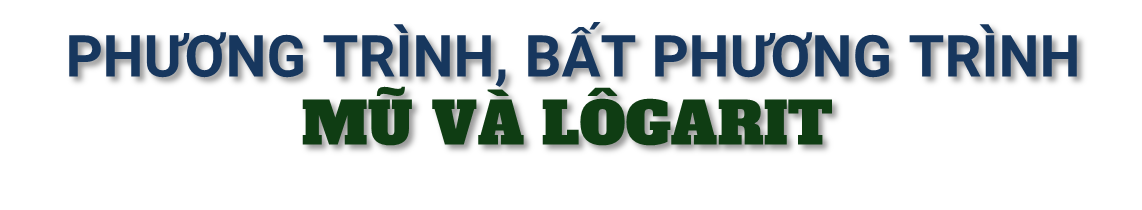 PHƯƠNG TRÌNH, BẤT PHƯƠNG TRÌNH
MŨ VÀ LÔGARIT